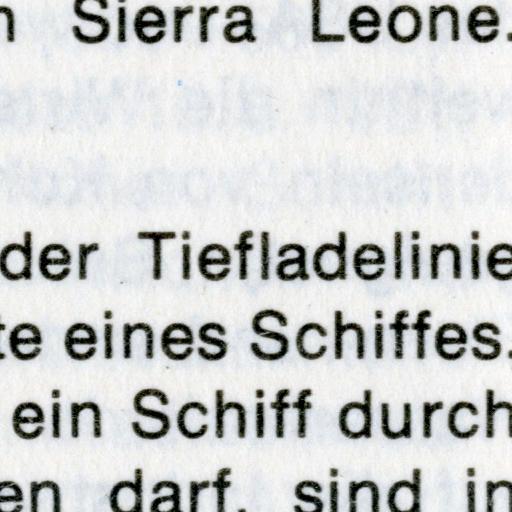 n Sierra Leone.
der Tiefladelinie
te eines Schiffes.
ein Schiff durch
en darf, sind in